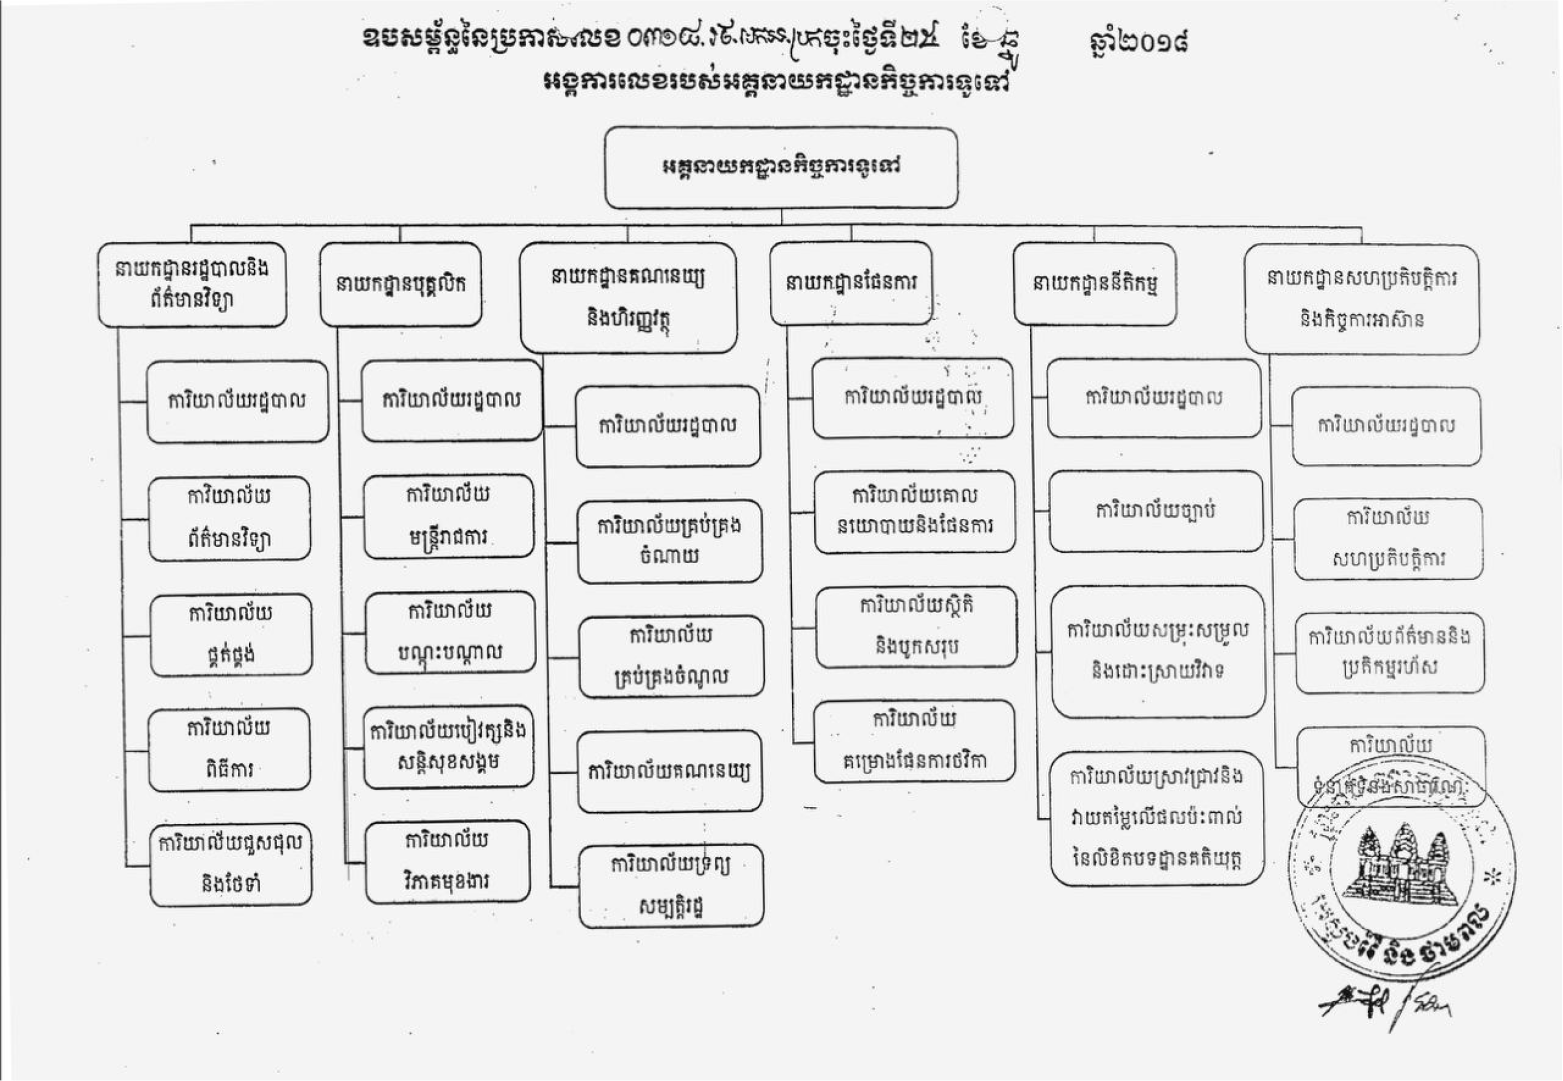 ឧបសម្ព័ន្ធនៃប្រកាសលេខ ០៣១៨ ចុះថ្ងៃទី២៤ ខែ ធ្នូ ឆ្នាំ២០១៨
អង្គការលេខរបស់អគ្គនាយកដ្ឋានកិច្ចការទូទៅ
អគ្គនាយកដ្ឋានកិច្ចការទូទៅ
នាយកដ្ឋានរដ្ឋបាលនិង
ព័ត៌មានវិទ្យា
ការិយាល័យរដ្ឋបាល
ការិយាល័យ
ព័ត៌មានវិទ្យា
ការិយាល័យ
ផ្គត់ផ្គង់
ការិយាល័យ
ពិធីការ
ការិយាល័យជួសជុល
និងថែទាំ
នាយកដ្ឋានបុគ្គលិក
ការិយាល័យរដ្ឋបាល
ការិយាល័យ
មន្ត្រីរាជការ
ការិយាល័យ
បណ្តុះបណ្តាល
ការិយាល័យបៀវត្សនិង
សន្តិសុខសង្គម
ការិយាល័យ
វិភាគមុខងារ
នាយកដ្ឋានគណនេយ្យ
និងហិរញ្ញវត្ថុ
ការិយាល័យរដ្ឋបាល
ការិយាល័យគ្រប់គ្រង
ចំណាយ
ការិយាល័យ
គ្រប់គ្រងចំណូល
ការិយាល័យគណនេយ្យ
ការិយាល័យទ្រព្យ
សម្បត្តិរដ្ឋ
នាយកដ្ឋានផែនការ
ការិយាល័យរដ្ឋបាល
ការិយាល័យគោល
នយោបាយនិងផែនការ
ការិយាល័យស្ថិតិ
និងបូកសរុប
ការិយាល័យ
គម្រោងផែនការថវិកា
នាយកដ្ឋាននីតិកម្ម
ការិយាល័យរដ្ឋបាល
ការិយាល័យច្បាប់
ការិយាល័យសម្រុះសម្រួល
និងដោះស្រាយវិវាទ
ការិយាល័យស្រាវជ្រាវនិង
វាយតម្លៃលើផលប៉ះពាល់
នៃលិខិតបទដ្ឋានគតិយុត្ត
នាយកដ្ឋានសហប្រតិបត្តិការ
និងកិច្ចការអាស៊ាន
ការិយាល័យរដ្ឋបាល
ការិយាល័យ
សហប្រតិបត្តិការ
ការិយាល័យព័ត៌មាននិង
ប្រតិកម្មរហ័ស
ការិយាល័យ
ទំនាក់ទំនងសាធារណៈ